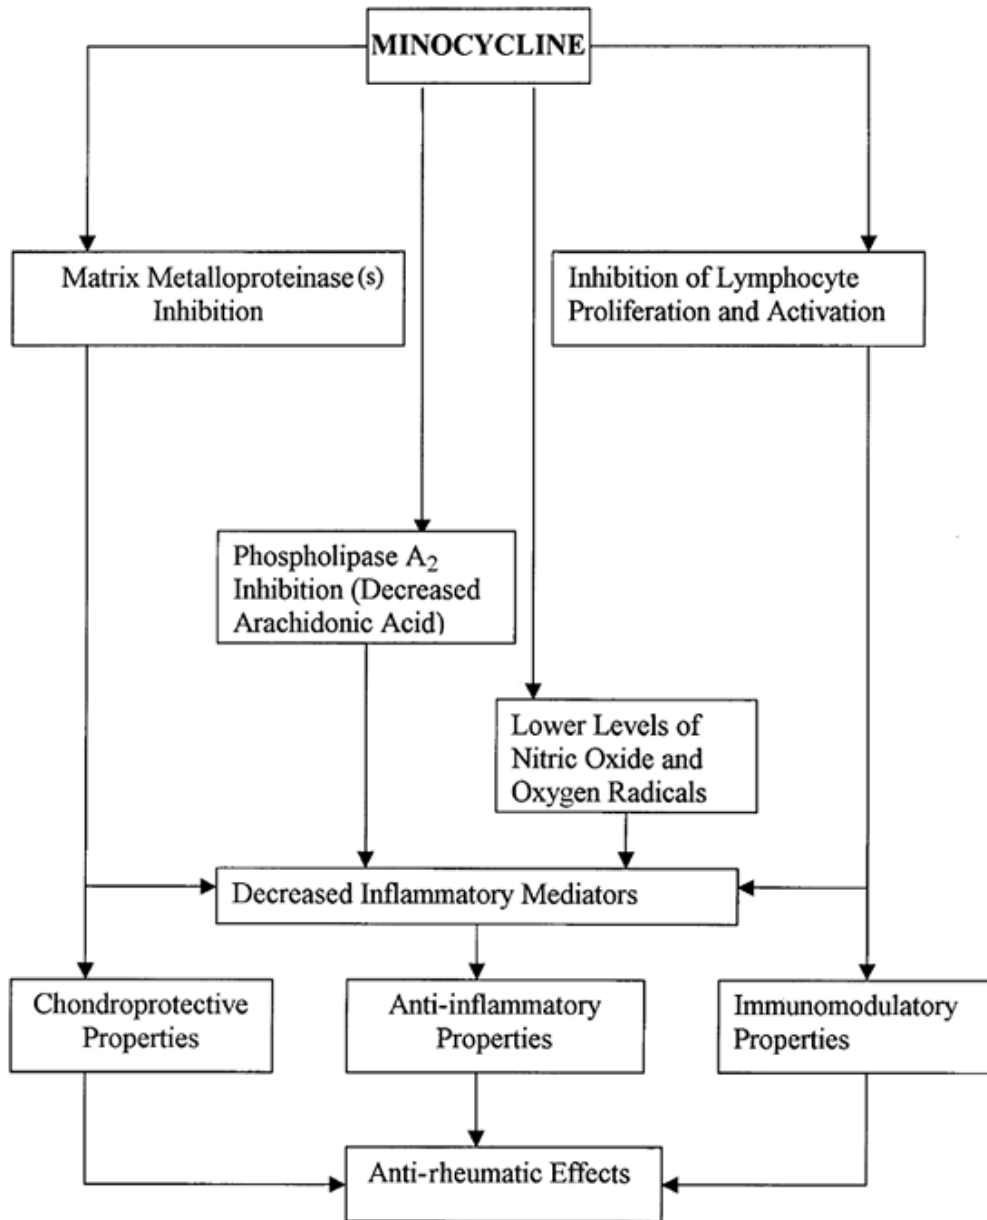 MINOCYCLINE
Matrix Metalloproteinase(s)
Inhibition
Inhibition of Lymphocyte
Proliferation and Activation
Phospholipase A₂
Inhibition (Decreased
Arachidonic Acid)
Lower Levels of
Nitric Oxide and
Oxygen Radicals
Decreased Inflammatory Mediators
Chondroprotective
Properties
Anti-inflammatory
Properties
Immunomodulatory
Properties
Anti-rheumatic Effects